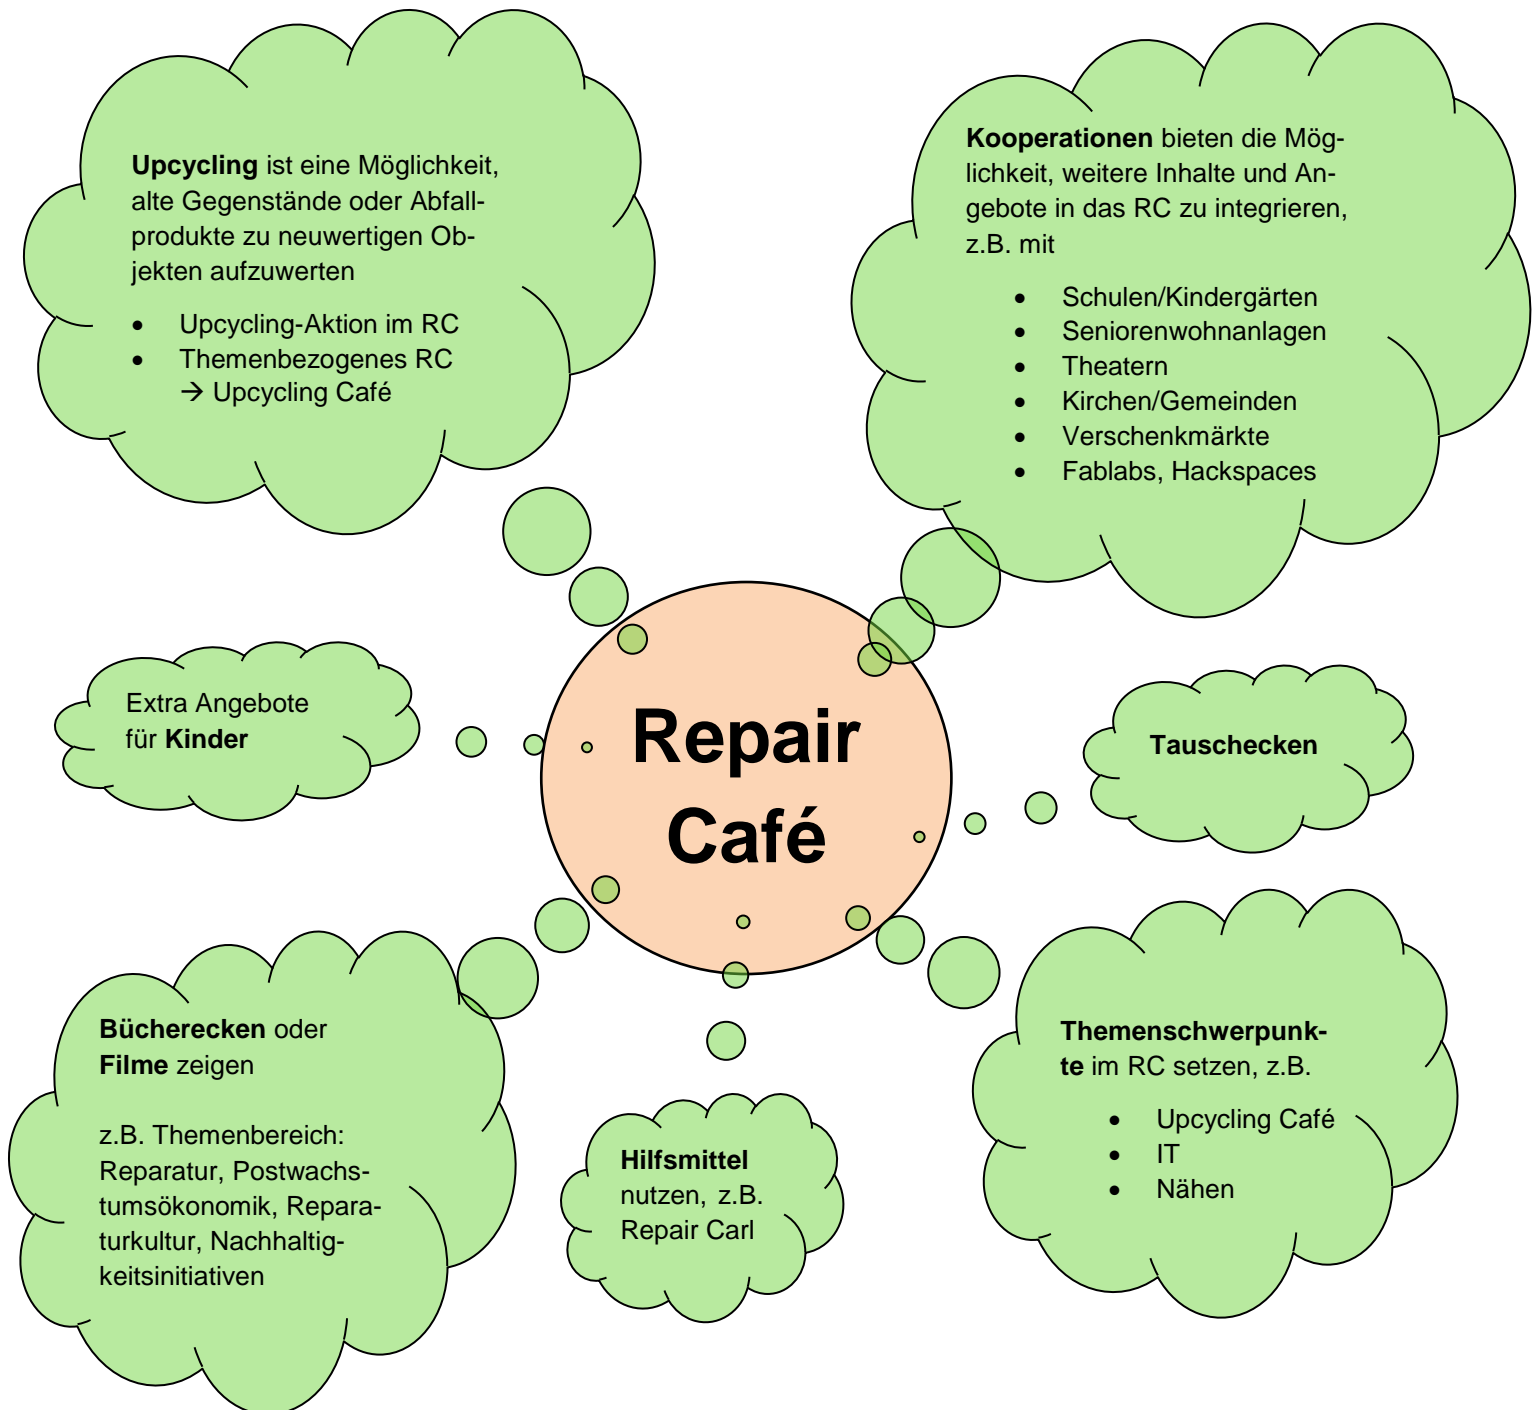 Upcycling ist eine Möglichkeit,
alte Gegenstände oder Abfall-
produkte zu neuwertigen Ob-
jekten aufzuwerten
• Upcycling-Aktion im RC
• Themenbezogenes RC
→ Upcycling Café
Kooperationen bieten die Mög-
lichkeit, weitere Inhalte und An-
gebote in das RC zu integrieren,
z.B. mit
• Schulen/Kindergärten
• Seniorenwohnanlagen
• Theatern
• Kirchen/Gemeinden
• Verschenkmärkte
• Fablabs, Hackspaces
Extra Angebote
für Kinder
Repair
Café
Tauschecken
Bücherecken oder
Filme zeigen
z.B. Themenbereich:
Reparatur, Postwachs-
tumsökonomik, Repara-
turkultur, Nachhaltig-
keitsinitiativen
Hilfsmittel
nutzen, z.B.
Repair Carl
Themenschwerpunk-
te im RC setzen, z.B.
• Upcycling Café
• IT
• Nähen